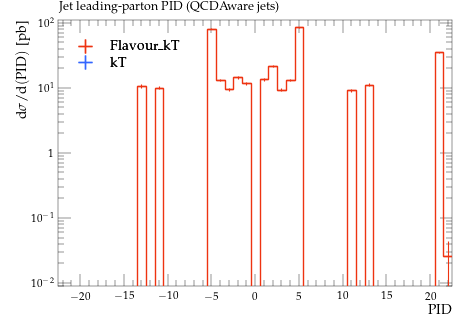 Jet leading-parton PID (QCDAware jets)
dσ/d(PID) [pb]
10²
10¹
1
10⁻¹
10⁻²
Flavour_kT
kT
−20 −15 −10 −5 0 5 10 15 20
PID